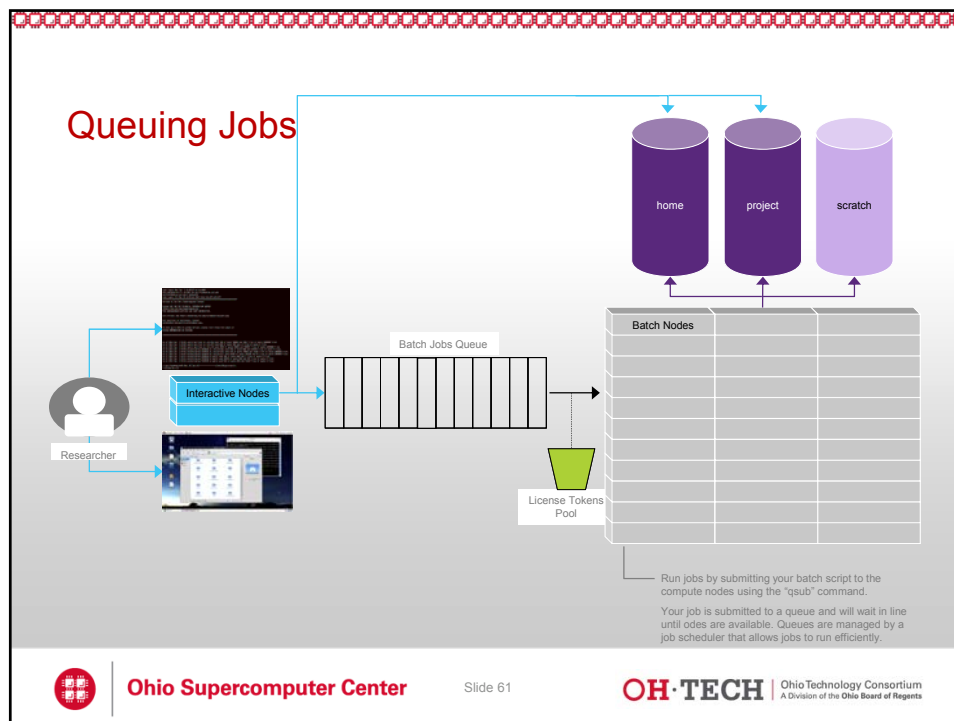 Queuing Jobs
home
project
scratch
Batch Nodes
Batch Jobs Queue
Interactive Nodes
Researcher
License Tokens
Pool
Run jobs by submitting your batch script to the
compute nodes using the “qsub” command.
Your job is submitted to a queue and will wait in line
until odes are available. Queues are managed by a
job scheduler that allows jobs to run efficiently.
Ohio Supercomputer Center
Slide 61
OH·TECH
Ohio Technology Consortium
A Division of the Ohio Board of Regents